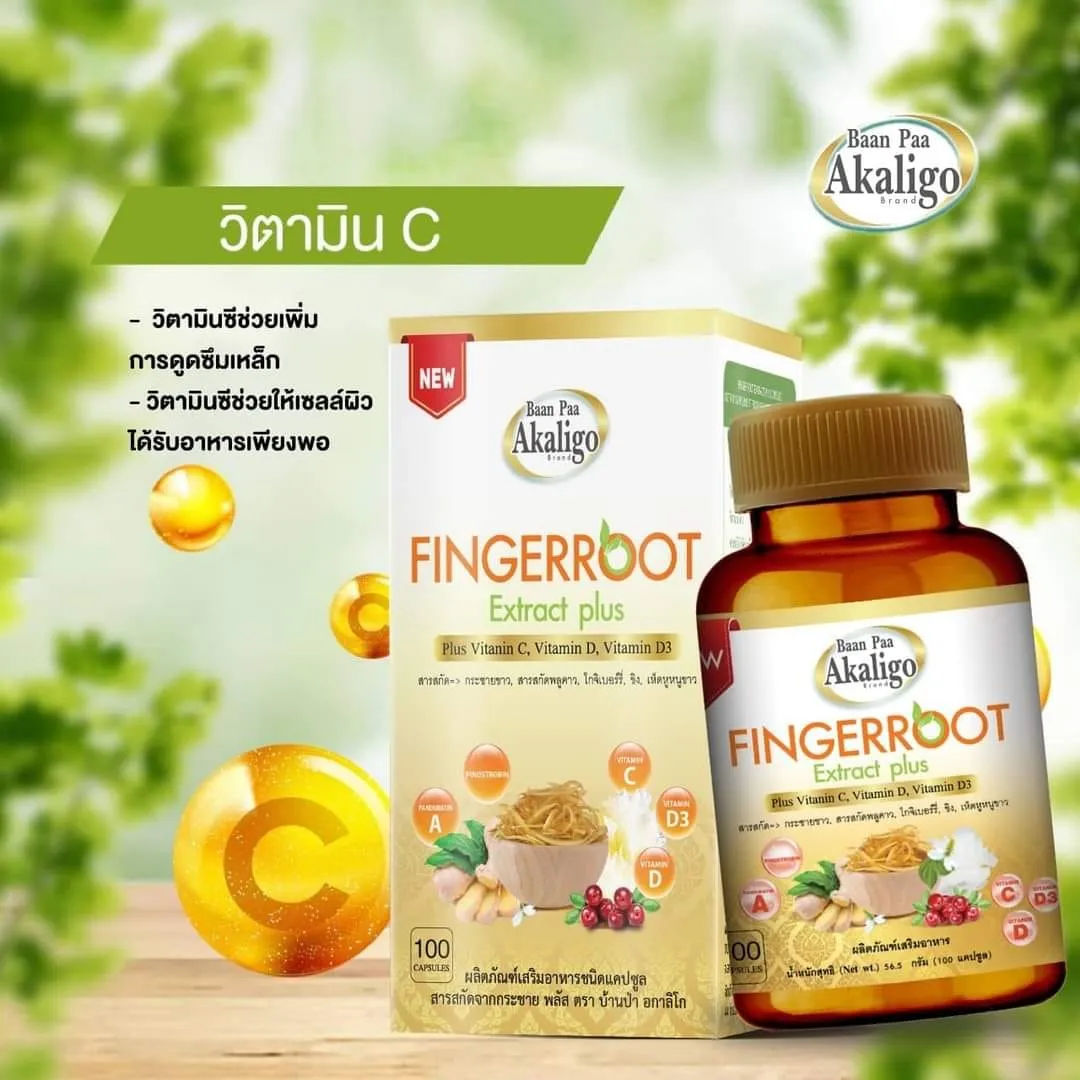 Baan Paa
Akaligo
Brand
วิตามิน C
- วิตามินซีช่วยเพิ่ม
การดูดซึมเหล็ก
- วิตามินซีช่วยให้เซลล์ผิว
ได้รับอาหารเพียงพอ
C
C
NEW
Baan Paa
Akaligo
Brand
FINGERROOT
Extract plus
Plus Vitanin C, Vitamin D, Vitamin D3
สารสกัด=> กระชายขาว, สารสกัดพลูคาว, โกจิเบอร์รี่, ขิง, เห็ดหูหนูขาว
PINOSTROBIN
VITAMIN
C
PANDURATIN
A
VITAMIN
D3
VITAMIN
D
100
CAPSULES
ผลิตภัณฑ์เสริมอาหารชนิดแคปซูล
สารสกัดจากกระชาย พลัส ตรา บ้านป่า อกาลิโก
W
Baan Paa
Akaligo
Brand
FINGERROOT
Extract plus
Plus Vitanin C, Vitamin D, Vitamin D3
สารสกัด=> กระชายขาว, สารสกัดพลูคาว, โกจิเบอร์รี่, ขิง, เห็ดหูหนูขาว
PINOSTROBIN
PANDURATIN
A
VITAMIN
C
VITAMIN
D3
VITAMIN
D
00
PSULES
ผลิตภัณฑ์เสริมอาหาร
น้ำหนักสุทธิ (Net wt.) 56.5 กรัม (100 แคปซูล)